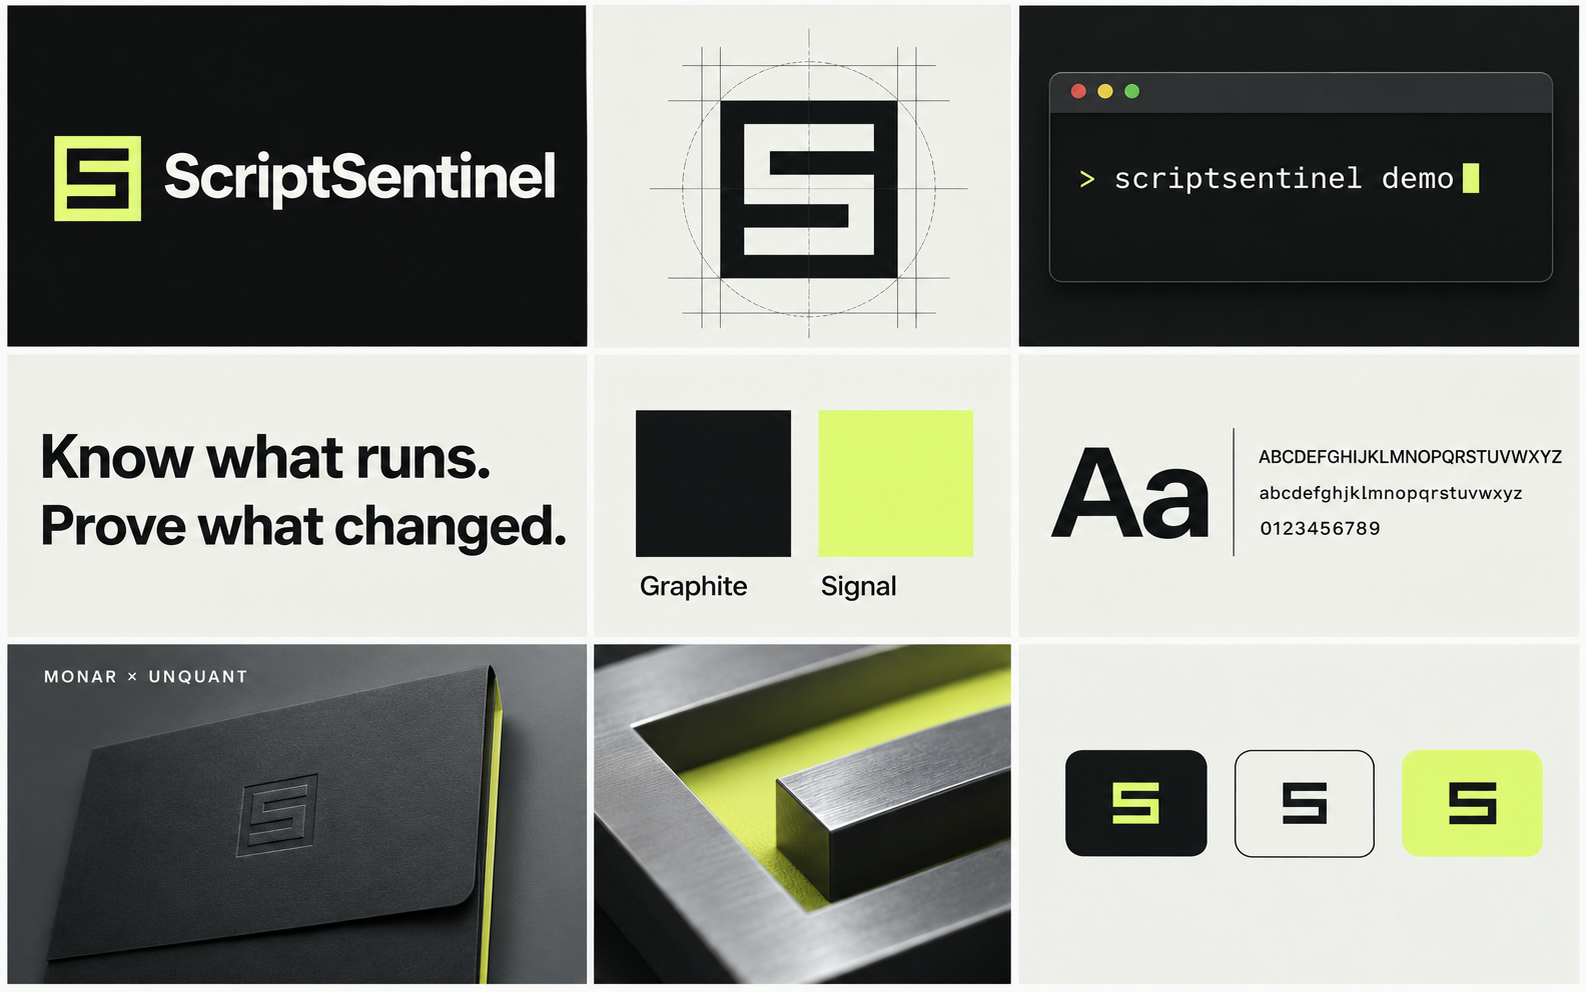 ScriptSentinel
> scriptsentinel demo
Know what runs.
Prove what changed.
Graphite
Signal
Aa
ABCDEFGHIJKLMNOPQRSTUVWXYZ
abcdefghjklmnopqrstuvwxyz
0123456789
MONAR × UNQUANT